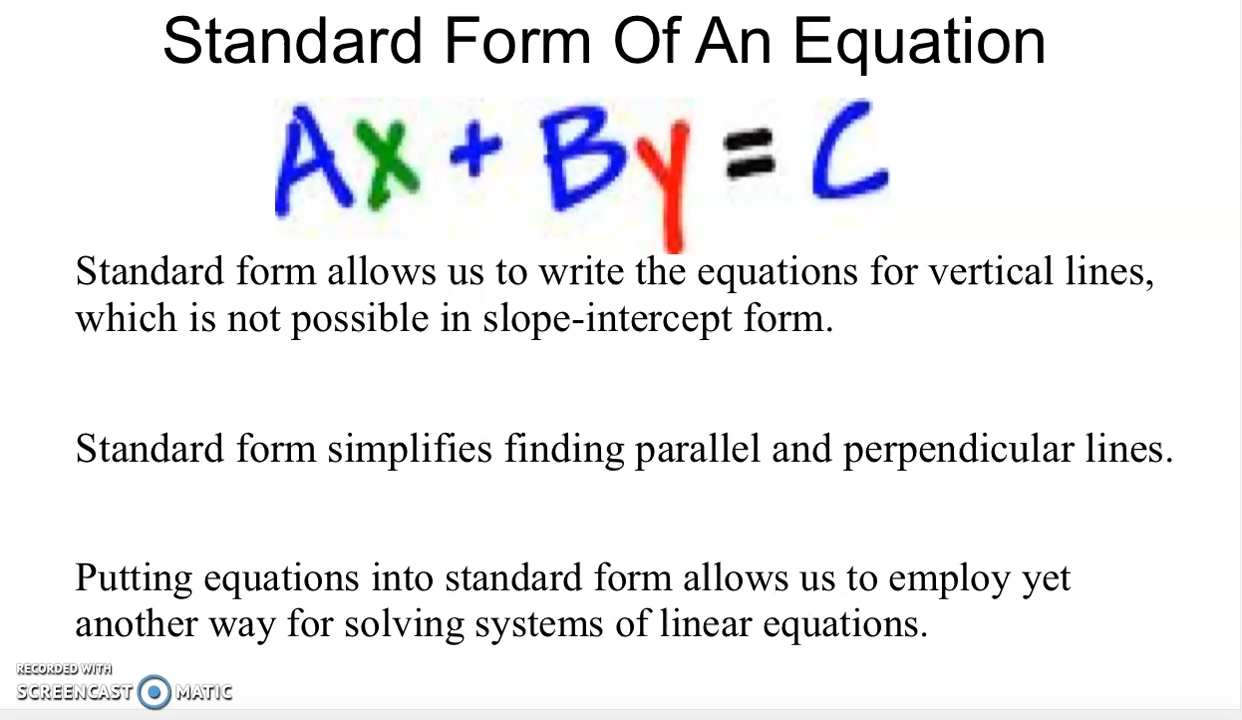 Standard Form Of An Equation
Ax + By = C
Standard form allows us to write the equations for vertical lines,
which is not possible in slope-intercept form.
Standard form simplifies finding parallel and perpendicular lines.
Putting equations into standard form allows us to employ yet
another way for solving systems of linear equations.
RECORDED WITH
SCREENCAST MATIC